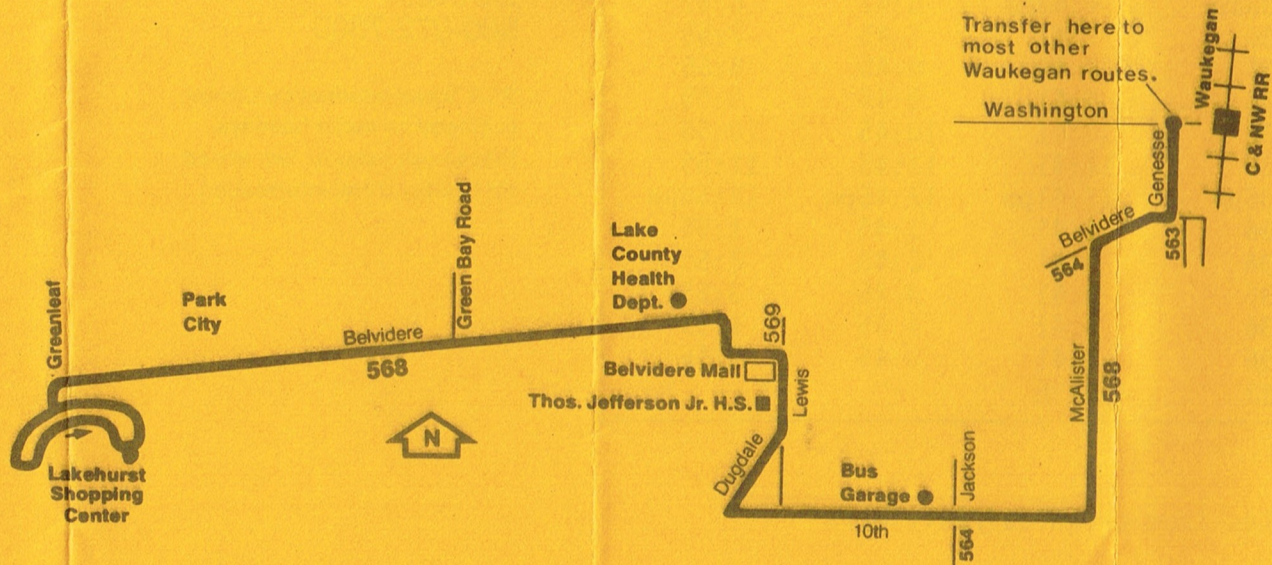 Transfer here to
most other
Waukegan routes.
Washington
Waukegan
C & NW RR
Genesse
Belvidere
564
563
Lake
County
Health
Dept.
Green Bay Road
Greenleaf
Park
City
Belvidere
568
569
Belvidere Mall
Thos. Jefferson Jr. H.S.
Lewis
McAlister
568
N
Dugdale
Bus
Garage
Jackson
Lakehurst
Shopping
Center
10th
564